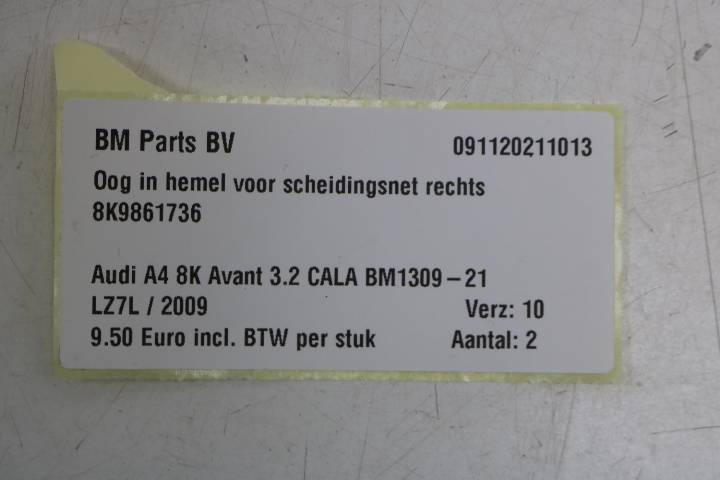 BM Parts BV 091120211013
Oog in hemel voor scheidingsnet rechts
8K9861736
Audi A4 8K Avant 3.2 CALA BM1309-21
LZ7L / 2009 Verz: 10
9.50 Euro incl. BTW per stuk Aantal: 2